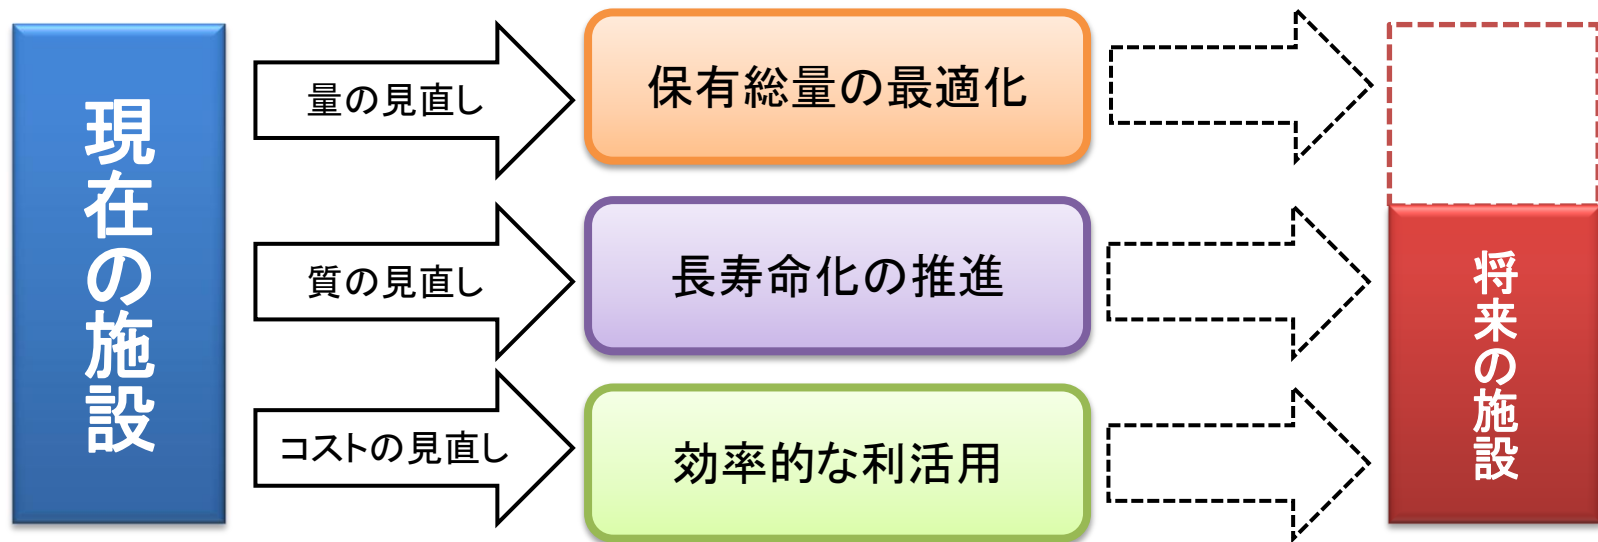 現在の施設
量の見直し
保有総量の最適化
質の見直し
長寿命化の推進
コストの見直し
効率的な利活用
将来の施設